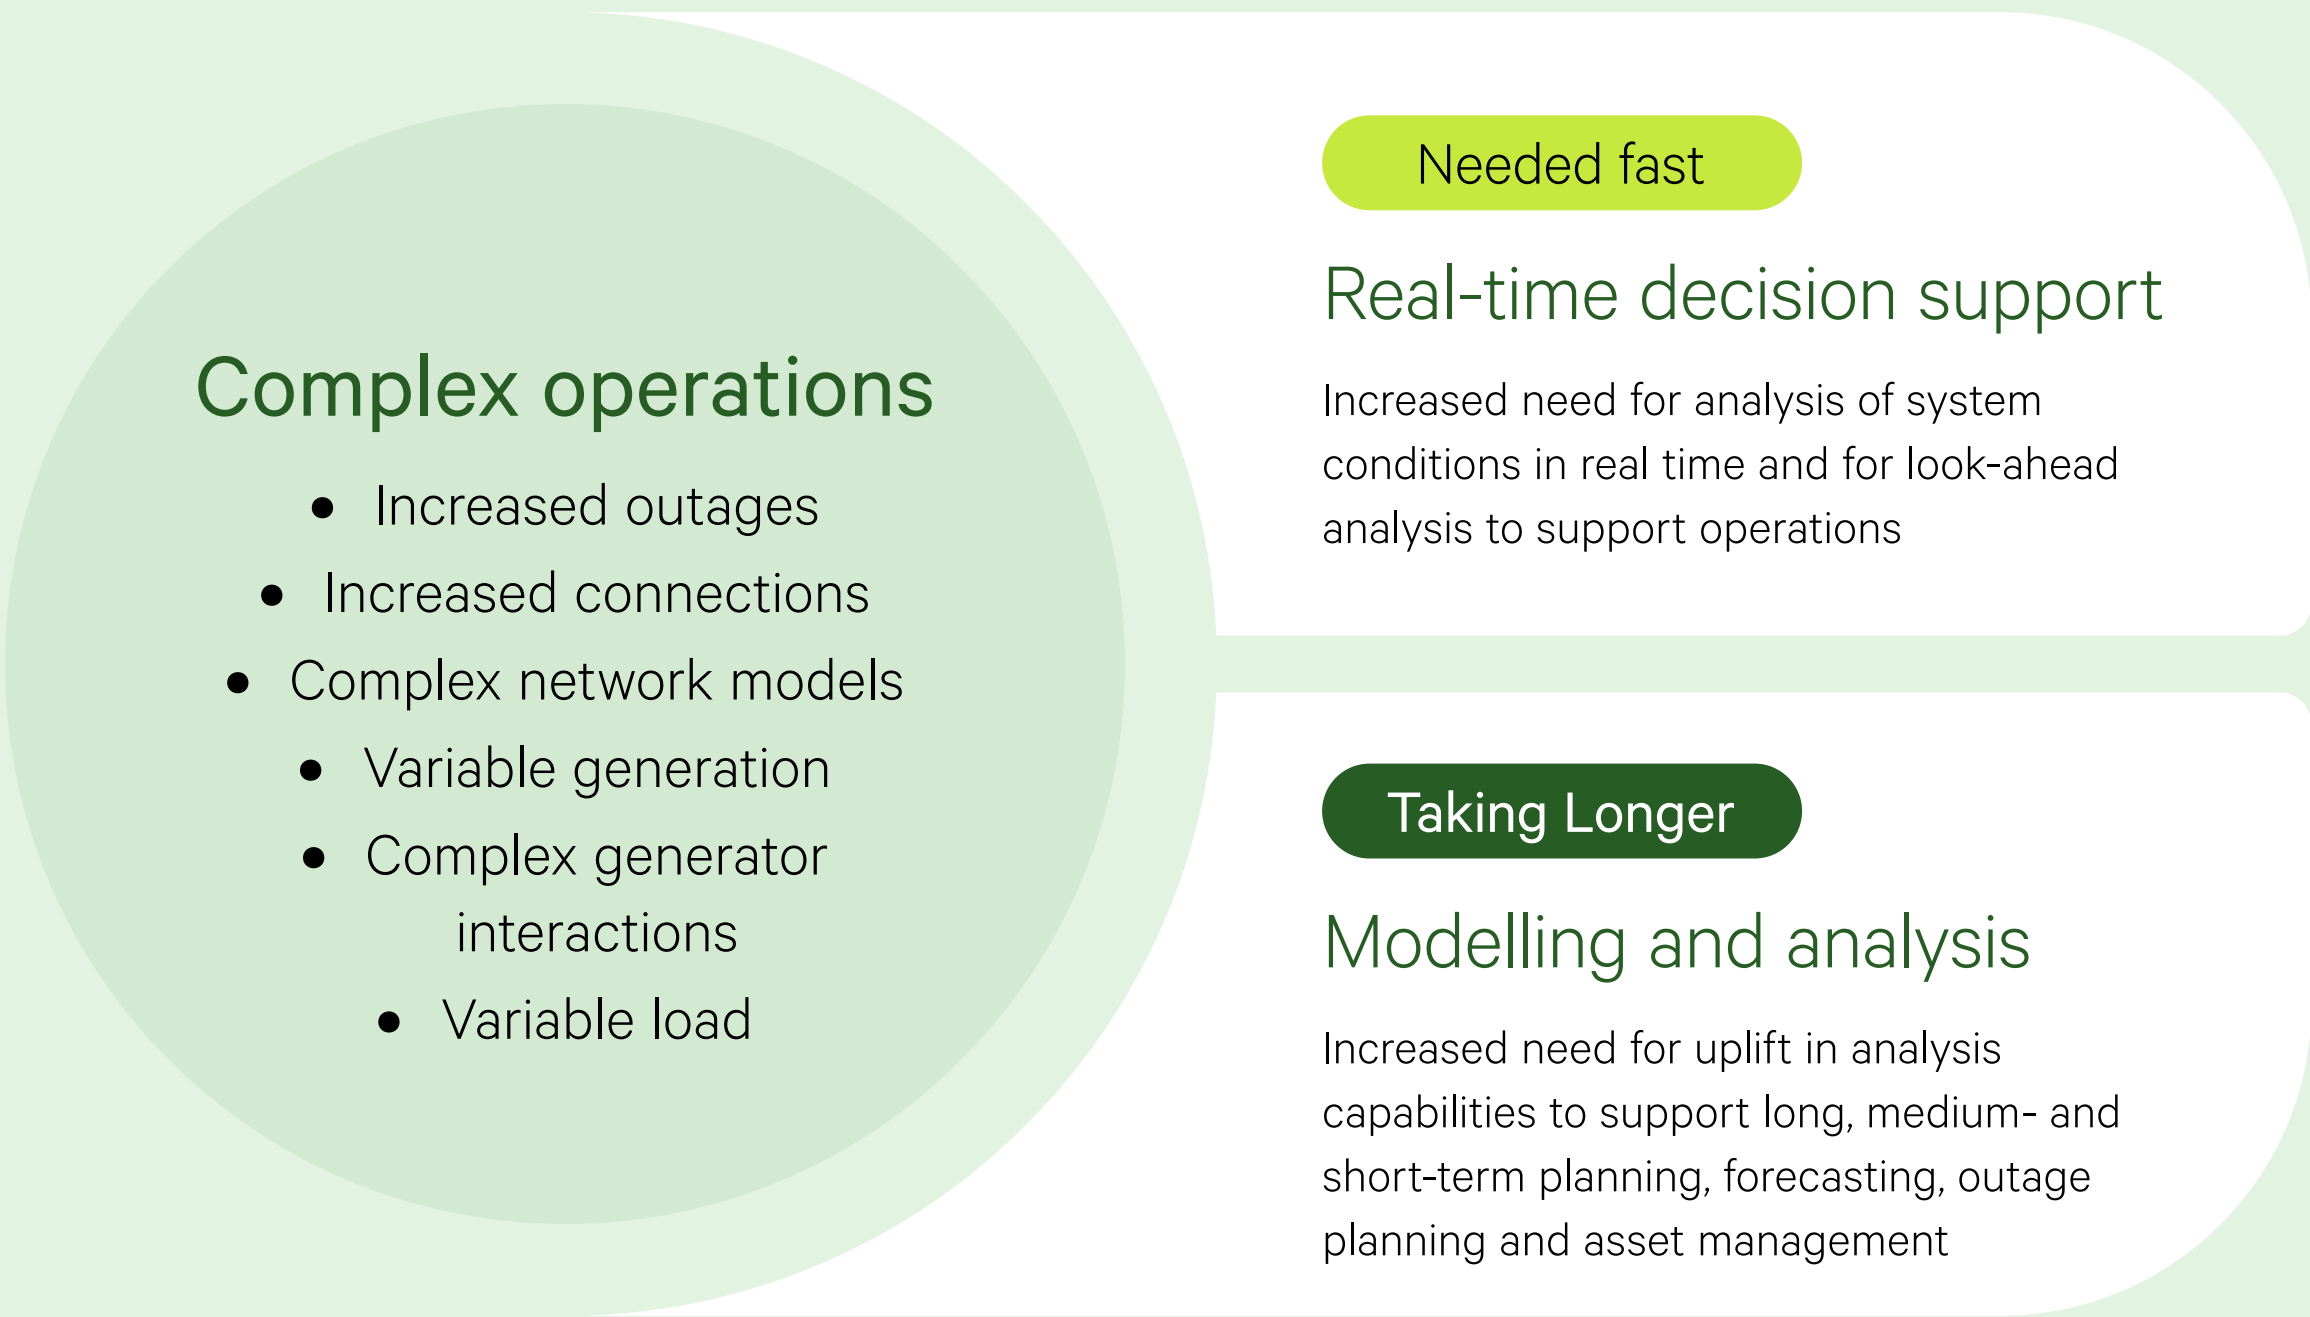 Complex operations
• Increased outages
• Increased connections
• Complex network models
• Variable generation
• Complex generator
interactions
• Variable load
Needed fast
Real-time decision support
Increased need for analysis of system
conditions in real time and for look-ahead
analysis to support operations
Taking Longer
Modelling and analysis
Increased need for uplift in analysis
capabilities to support long, medium- and
short-term planning, forecasting, outage
planning and asset management